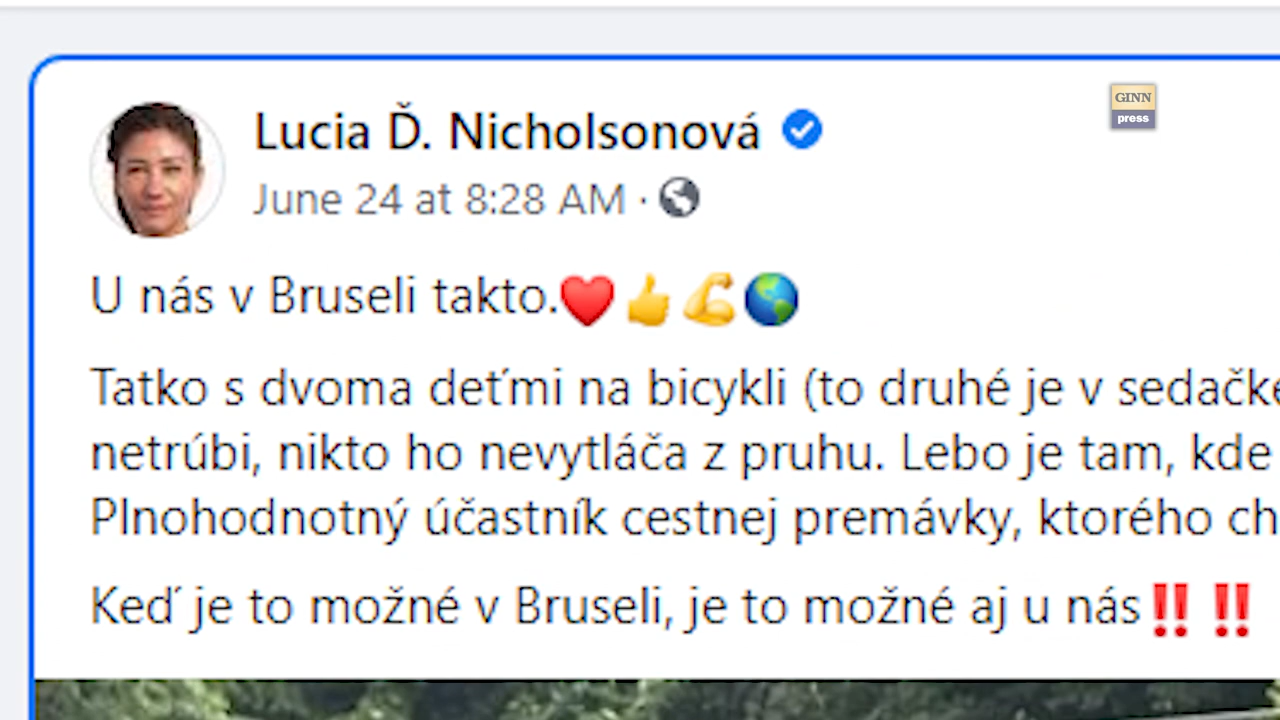 GINN
press
Lucia Ď. Nicholsonová
June 24 at 8:28 AM ·
U nás v Bruseli takto.❤️👍💪🌎
Tatko s dvoma deťmi na bicykli (to druhé je v sedačke
netrúbi, nikto ho nevytláča z pruhu. Lebo je tam, kde
Plnohodnotný účastník cestnej premávky, ktorého ch
Keď je to možné v Bruseli, je to možné aj u nás‼️‼️